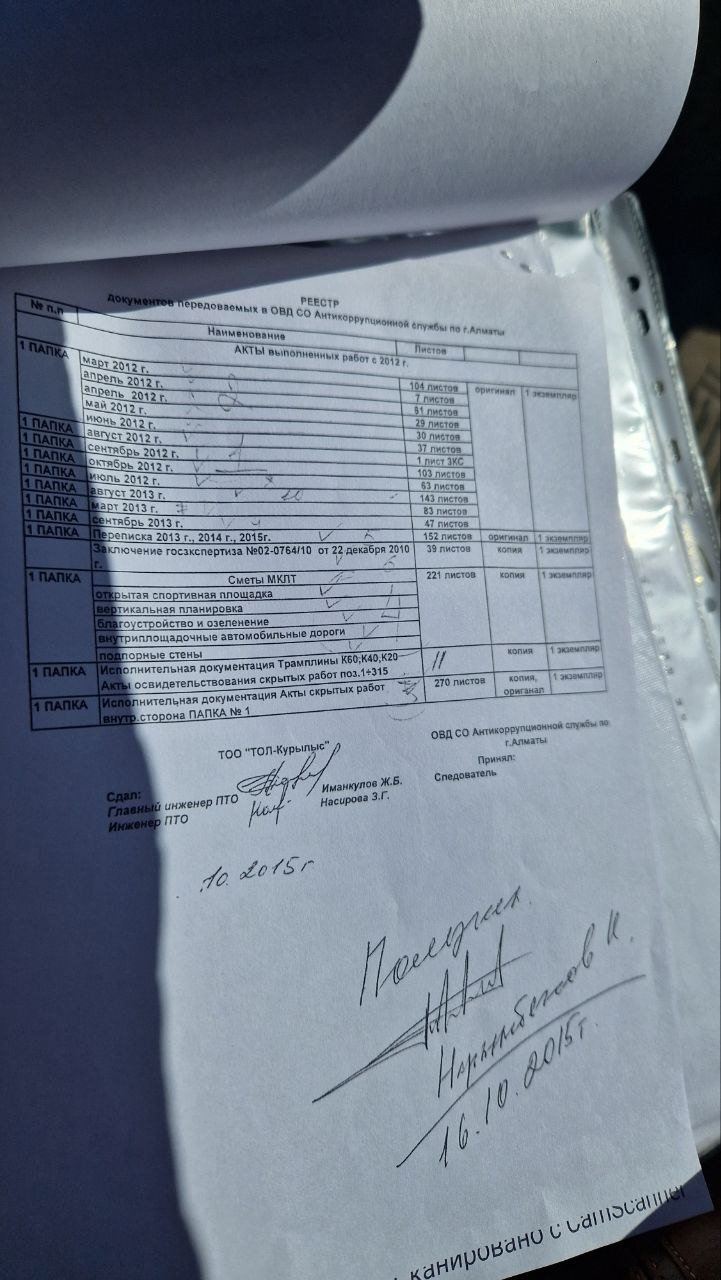 РЕЕСТР
документов передоваемых в ОВД СО Антикоррупционной службы по г.Алматы
№ п.п Наименование Листов
1 ПАПКА АКТЫ выполненных работ с 2012 г.
март 2012 г. 104 листов оригинал 1 экземпляр
апрель 2012 г. 7 листов
апрель 2012 г. 61 листов
май 2012 г. 29 листов
1 ПАПКА июнь 2012 г. 30 листов
1 ПАПКА август 2012 г. 37 листов
1 ПАПКА сентябрь 2012 г. 1 лист ЗКС
1 ПАПКА октябрь 2012 г. 103 листов
1 ПАПКА июль 2012 г. 63 листов
1 ПАПКА август 2013 г. 10 143 листов
1 ПАПКА март 2013 г. 83 листов
1 ПАПКА сентябрь 2013 г. 47 листов
1 ПАПКА Переписка 2013 г., 2014 г., 2015г. 152 листов оригинал 1 экземпляр
Заключение госэкспертиза №02-0764/10 от 22 декабря 2010 г. 39 листов копия 1 экземпляр
1 ПАПКА Сметы МКЛТ 221 листов копия 1 экземпляр
открытая спортивная площадка
вертикальная планировка
благоустройство и озеленение
внутриплощадочные автомобильные дороги
подпорные стены
1 ПАПКА Исполнительная документация Трамплины К60;К40,К20 11 копия 1 экземпляр
Акты освидетельствования скрытых работ поз.1÷315
1 ПАПКА Исполнительная документация Акты скрытых работ 270 листов копия, ориганал 1 экземпляр
внутр.сторона ПАПКА № 1
ТОО "ТОЛ-Курылыс" ОВД СО Антикоррупционной службы по г.Алматы
Сдал: Принял:
Главный инженер ПТО Иманкулов Ж.Б. Следователь
Инженер ПТО Насирова З.Г.
.10. 2015г
Получил
Нарымбеков К.
16.10.2015г.
канировано с CamScanner